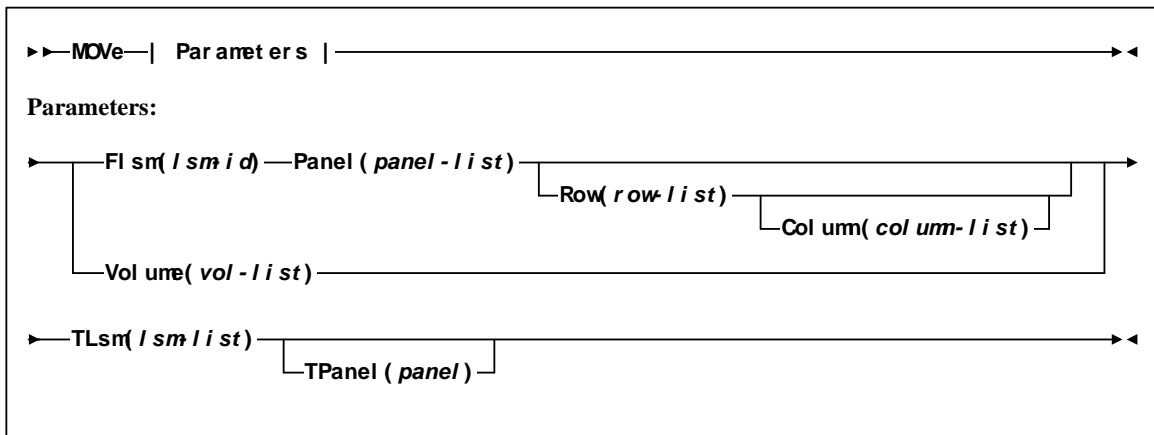 MOVe | Parameters |
Parameters:
Flsm(lsm-id) Panel(panel-list)
Row(row-list)
Column(column-list)
Volume(vol-list)
TLsm(lsm-list)
TPanel(panel)